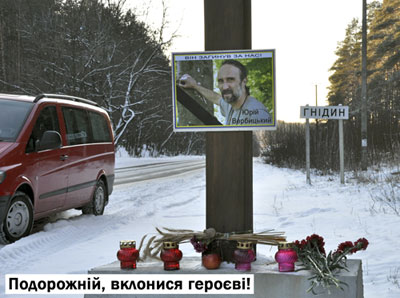 ВІН ЗАГИНУВ ЗА НАС!
Юрій
Вербицький
ГНІДИН
Подорожній, вклонися героєві!